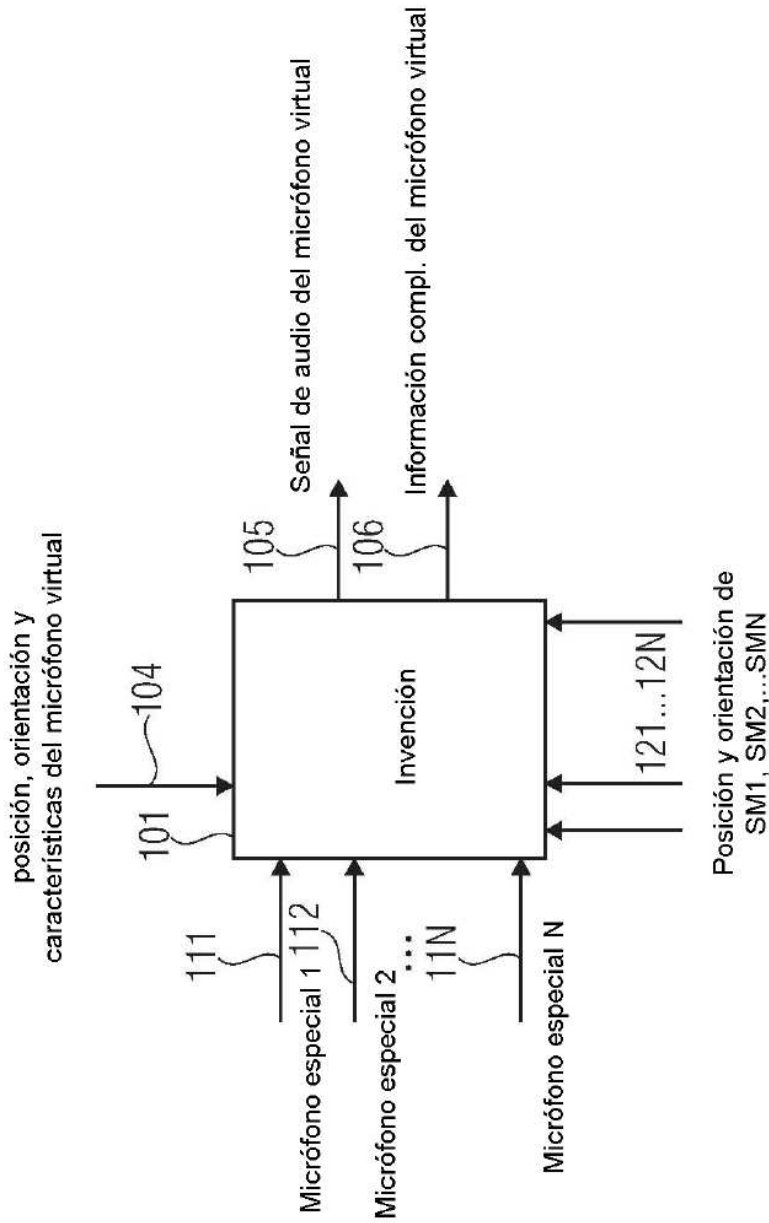 posición, orientación y
características del micrófono virtual
104
101
111
Micrófono especial 1
112
Micrófono especial 2
...
11N
Micrófono especial N
Invención
105
Señal de audio del micrófono virtual
106
Información compl. del micrófono virtual
121...12N
Posición y orientación de
SM1, SM2,...SMN